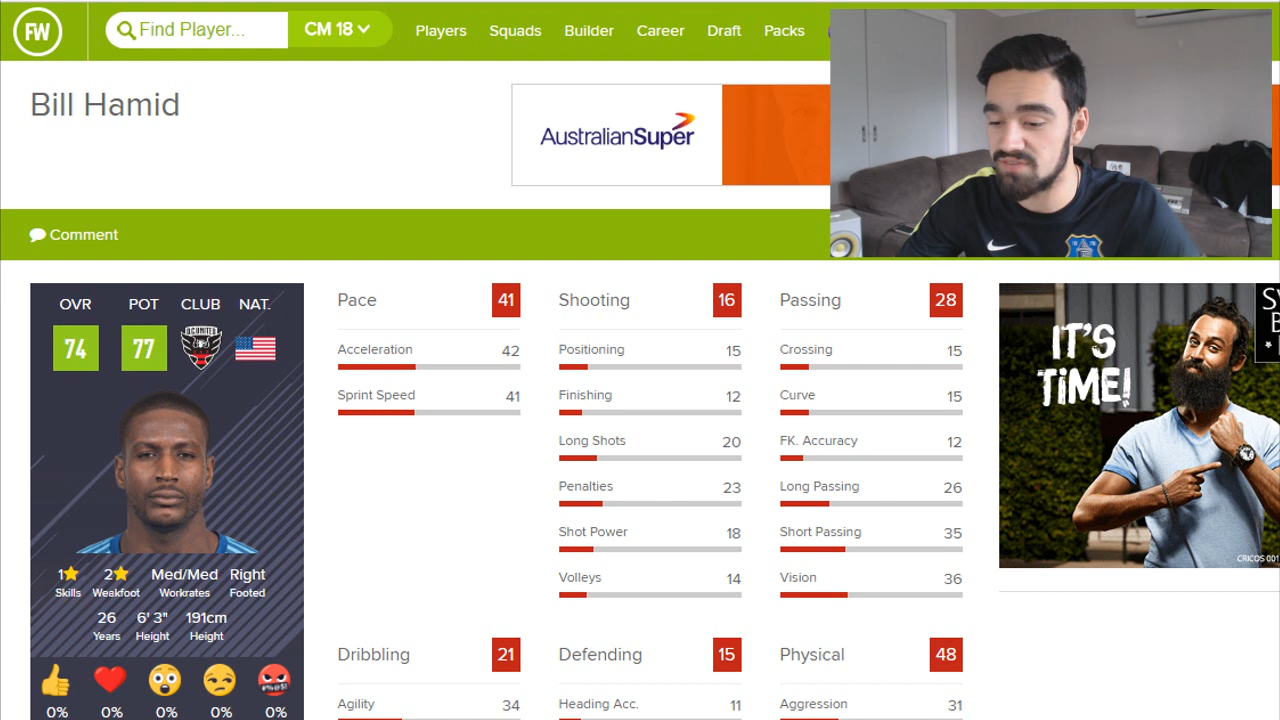 FW
Find Player...
CM 18
Players Squads Builder Career Draft Packs
Bill Hamid
AustralianSuper
Comment
OVR POT CLUB NAT.
74 77
D.C.UNITED
1 2 Med/Med Right
Skills Weakfoot Workrates Footed
26 6' 3" 191cm
Years Height Height
0% 0% 0% 0% 0%
Pace 41
Acceleration 42
Sprint Speed 41
Shooting 16
Positioning 15
Finishing 12
Long Shots 20
Penalties 23
Shot Power 18
Volleys 14
Passing 28
Crossing 15
Curve 15
FK. Accuracy 12
Long Passing 26
Short Passing 35
Vision 36
Dribbling 21
Agility 34
Defending 15
Heading Acc. 11
Physical 48
Aggression 31
IT'S
TIME!
CRICOS 001